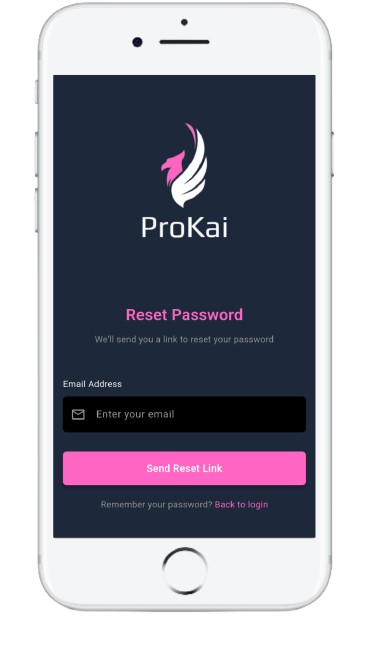 ProKai
Reset Password
We'll send you a link to reset your password
Email Address
Enter your email
Send Reset Link
Remember your password? Back to login